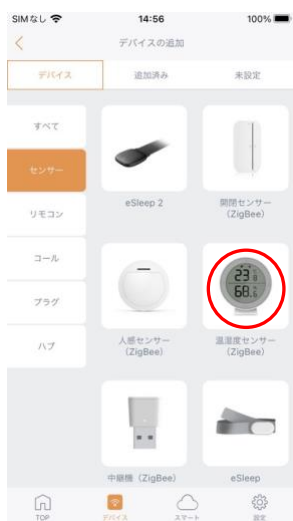 SIMなし 14:56 100%
デバイスの追加
デバイス 追加済み 未設定
すべて
センサー
リモコン
コール
プラグ
ハブ
eSleep 2
開閉センサー
(ZigBee)
人感センサー
(ZigBee)
温湿度センサー
(ZigBee)
中継機 (ZigBee)
eSleep
TOP デバイス スマート 設定